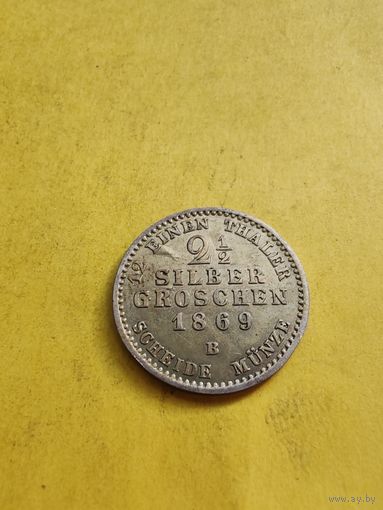 12 EINEN THALER
2 1/2
SILBER
GROSCHEN
1869
B
SCHEIDE MÜNZE
www.ay.by